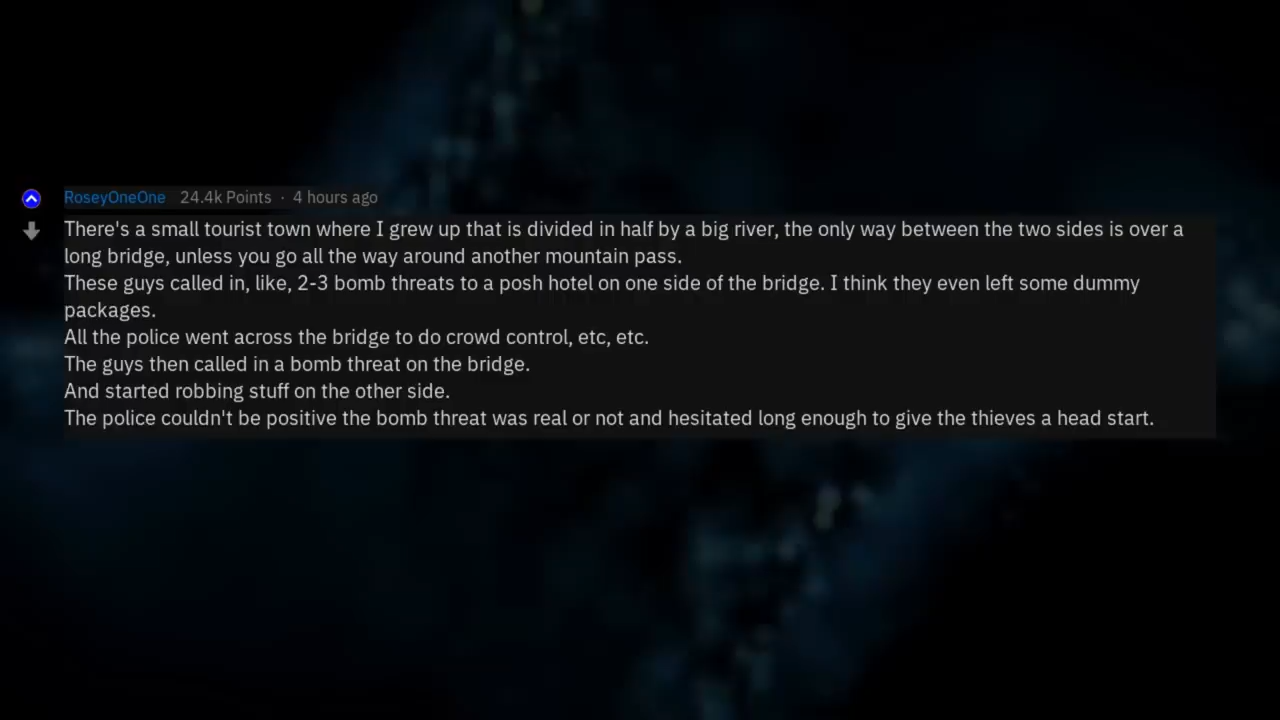 RoseyOneOne 24.4k Points · 4 hours ago
There's a small tourist town where I grew up that is divided in half by a big river, the only way between the two sides is over a
long bridge, unless you go all the way around another mountain pass.
These guys called in, like, 2-3 bomb threats to a posh hotel on one side of the bridge. I think they even left some dummy
packages.
All the police went across the bridge to do crowd control, etc, etc.
The guys then called in a bomb threat on the bridge.
And started robbing stuff on the other side.
The police couldn't be positive the bomb threat was real or not and hesitated long enough to give the thieves a head start.